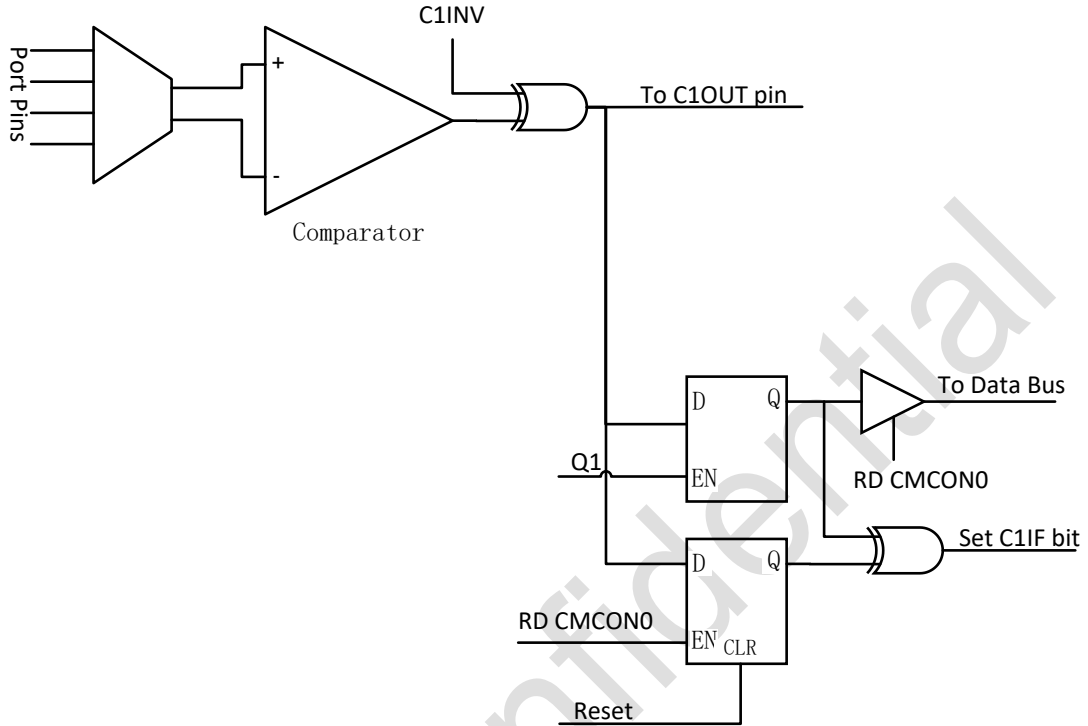 C1INV
Port Pins
+
-
To C1OUT pin
Comparator
D
Q
To Data Bus
Q1
EN
RD CMCON0
Set C1IF bit
D
Q
RD CMCON0
EN
CLR
Reset
nfidential